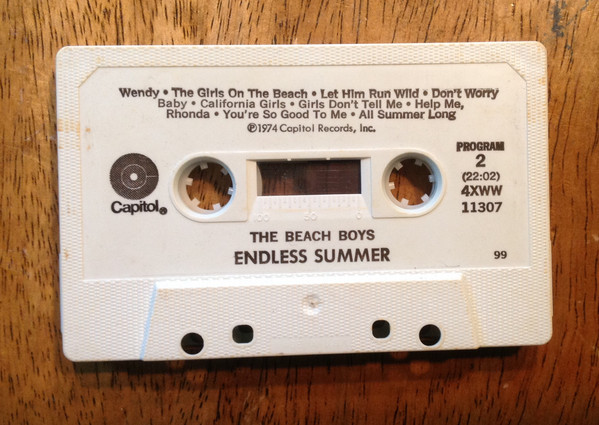 Wendy • The Girls On The Beach • Let Him Run Wild • Don't Worry
Baby • California Girls • Girls Don't Tell Me • Help Me,
Rhonda • You're So Good To Me • All Summer Long
℗1974 Capitol Records, Inc.
PROGRAM
2
(22:02)
4XWW
11307
Capitol®
100 50 0
THE BEACH BOYS
ENDLESS SUMMER
99